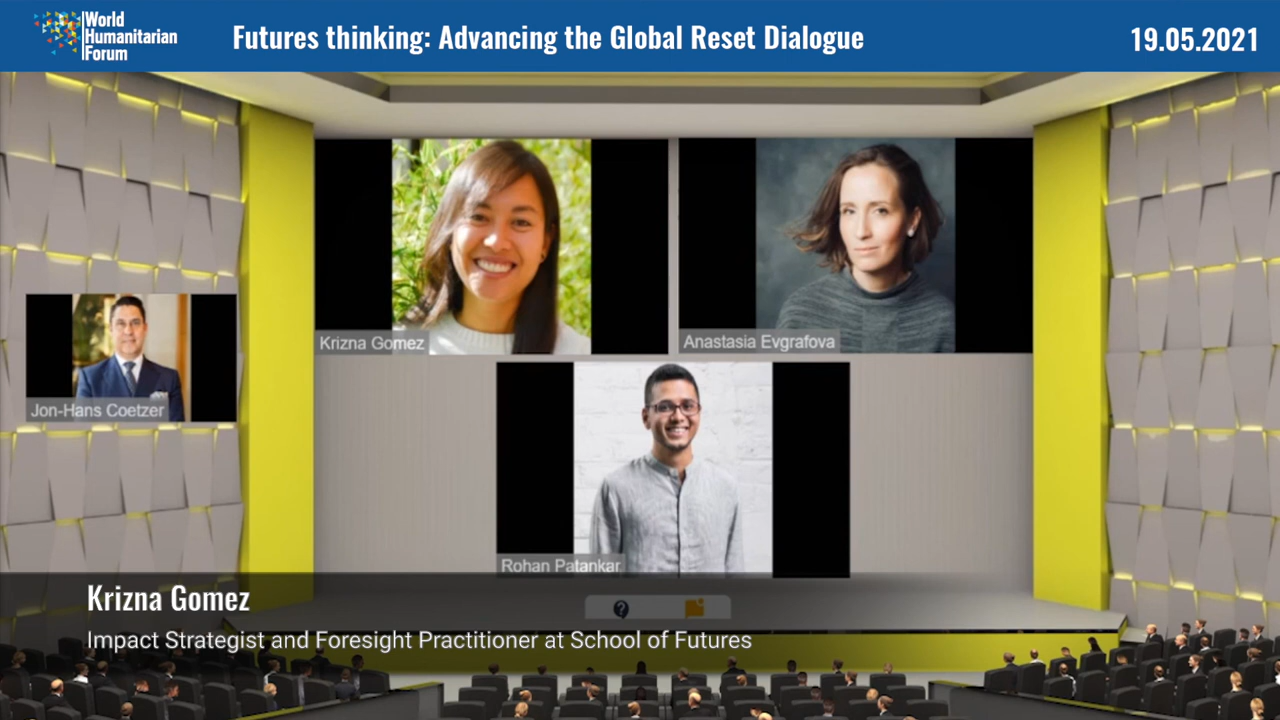 World
Humanitarian
Forum
Futures thinking: Advancing the Global Reset Dialogue
19.05.2021
Krizna Gomez
Anastasia Evgrafova
Jon-Hans Coetzer
Rohan Patankar
?
Krizna Gomez
Impact Strategist and Foresight Practitioner at School of Futures